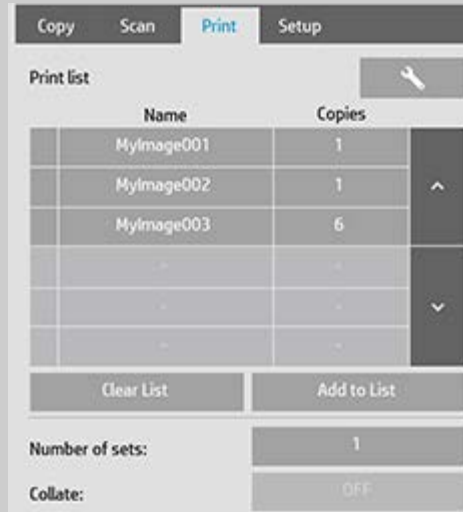 Copy Scan Print Setup
Print list
Name Copies
MyImage001 1
MyImage002 1
MyImage003 6
- -
- -
- -
Clear List Add to List
Number of sets: 1
Collate: OFF